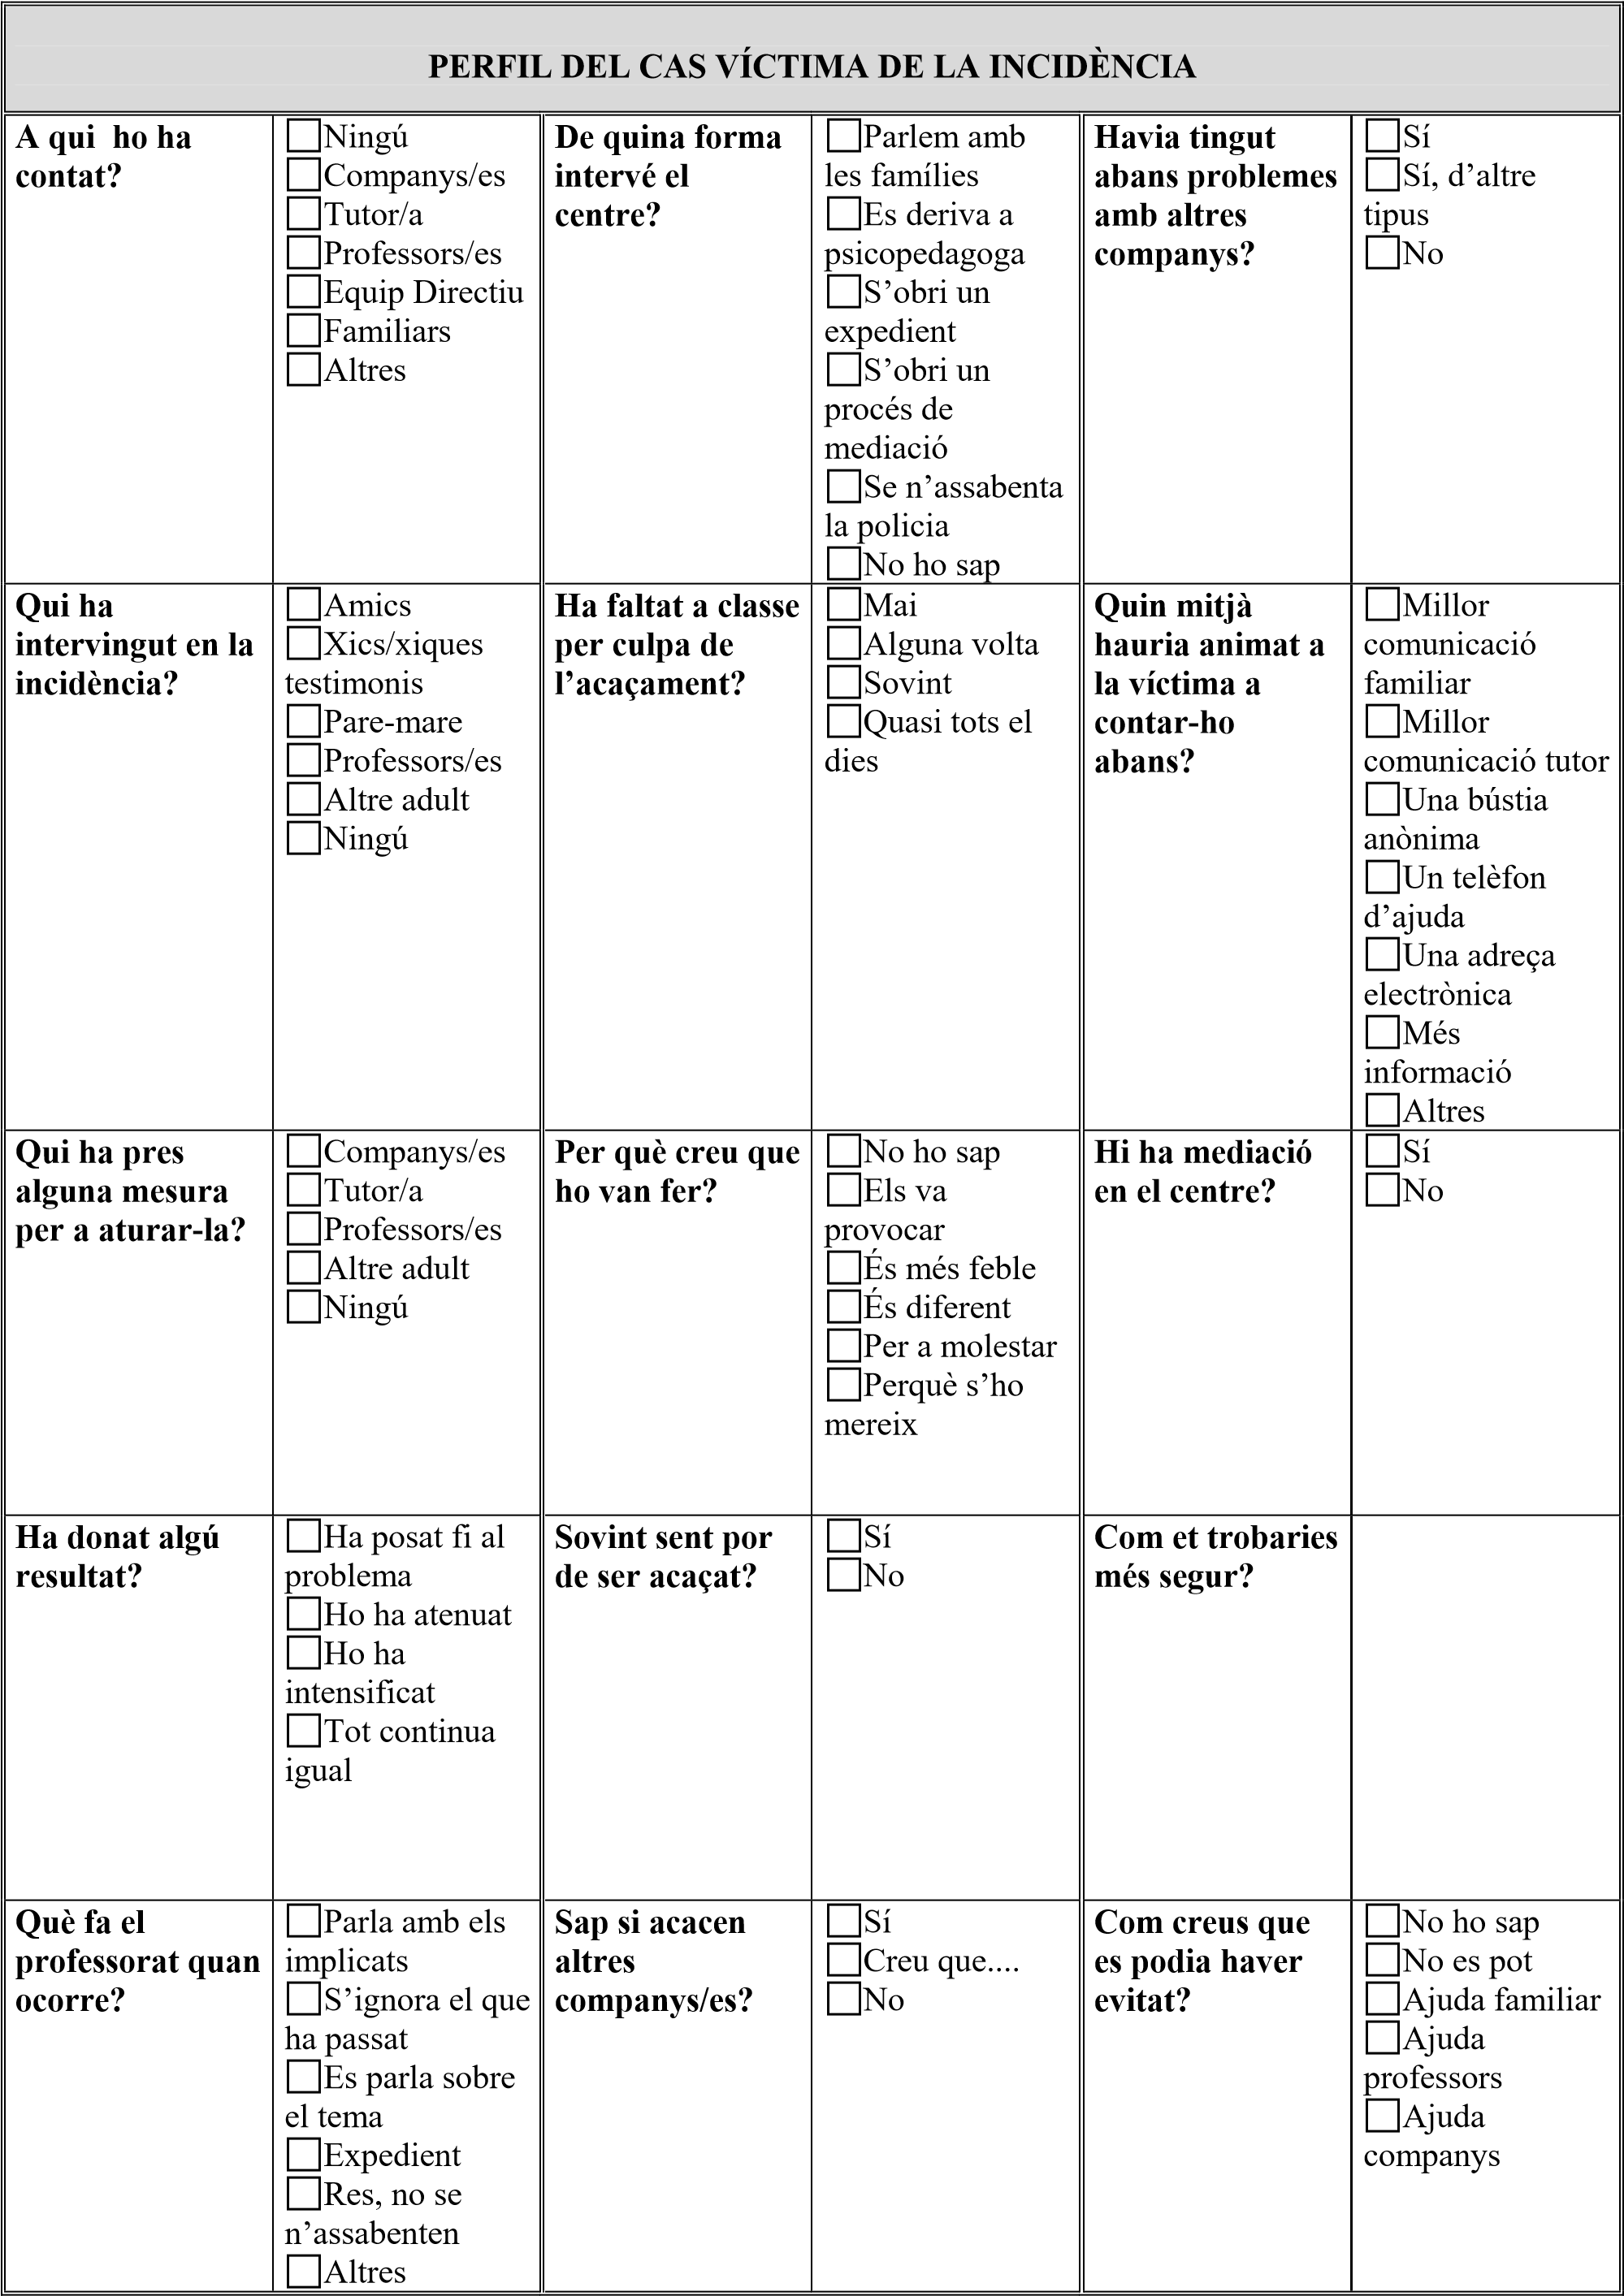 PERFIL DEL CAS VÍCTIMA DE LA INCIDÈNCIA
A qui ho ha
contat?
Ningú
Companys/es
Tutor/a
Professors/es
Equip Directiu
Familiars
Altres
De quina forma
intervé el
centre?
Parlem amb
les famílies
Es deriva a
psicopedagoga
S’obri un
expedient
S’obri un
procés de
mediació
Se n’assabenta
la policia
No ho sap
Havia tingut
abans problemes
amb altres
companys?
Sí
Sí, d’altre
tipus
No
Qui ha
intervingut en la
incidència?
Amics
Xics/xiques
testimonis
Pare-mare
Professors/es
Altre adult
Ningú
Ha faltat a classe
per culpa de
l’acaçament?
Mai
Alguna volta
Sovint
Quasi tots el
dies
Quin mitjà
hauria animat a
la víctima a
contar-ho
abans?
Millor
comunicació
familiar
Millor
comunicació tutor
Una bústia
anònima
Un telèfon
d’ajuda
Una adreça
electrònica
Més
informació
Altres
Qui ha pres
alguna mesura
per a aturar-la?
Companys/es
Tutor/a
Professors/es
Altre adult
Ningú
Per què creu que
ho van fer?
No ho sap
Els va
provocar
És més feble
És diferent
Per a molestar
Perquè s’ho
mereix
Hi ha mediació
en el centre?
Sí
No
Ha donat algú
resultat?
Ha posat fi al
problema
Ho ha atenuat
Ho ha
intensificat
Tot continua
igual
Sovint sent por
de ser acaçat?
Sí
No
Com et trobaries
més segur?
Què fa el
professorat quan
ocorre?
Parla amb els
implicats
S’ignora el que
ha passat
Es parla sobre
el tema
Expedient
Res, no se
n’assabenten
Altres
Sap si acacen
altres
companys/es?
Sí
Creu que....
No
Com creus que
es podia haver
evitat?
No ho sap
No es pot
Ajuda familiar
Ajuda
professors
Ajuda
companys